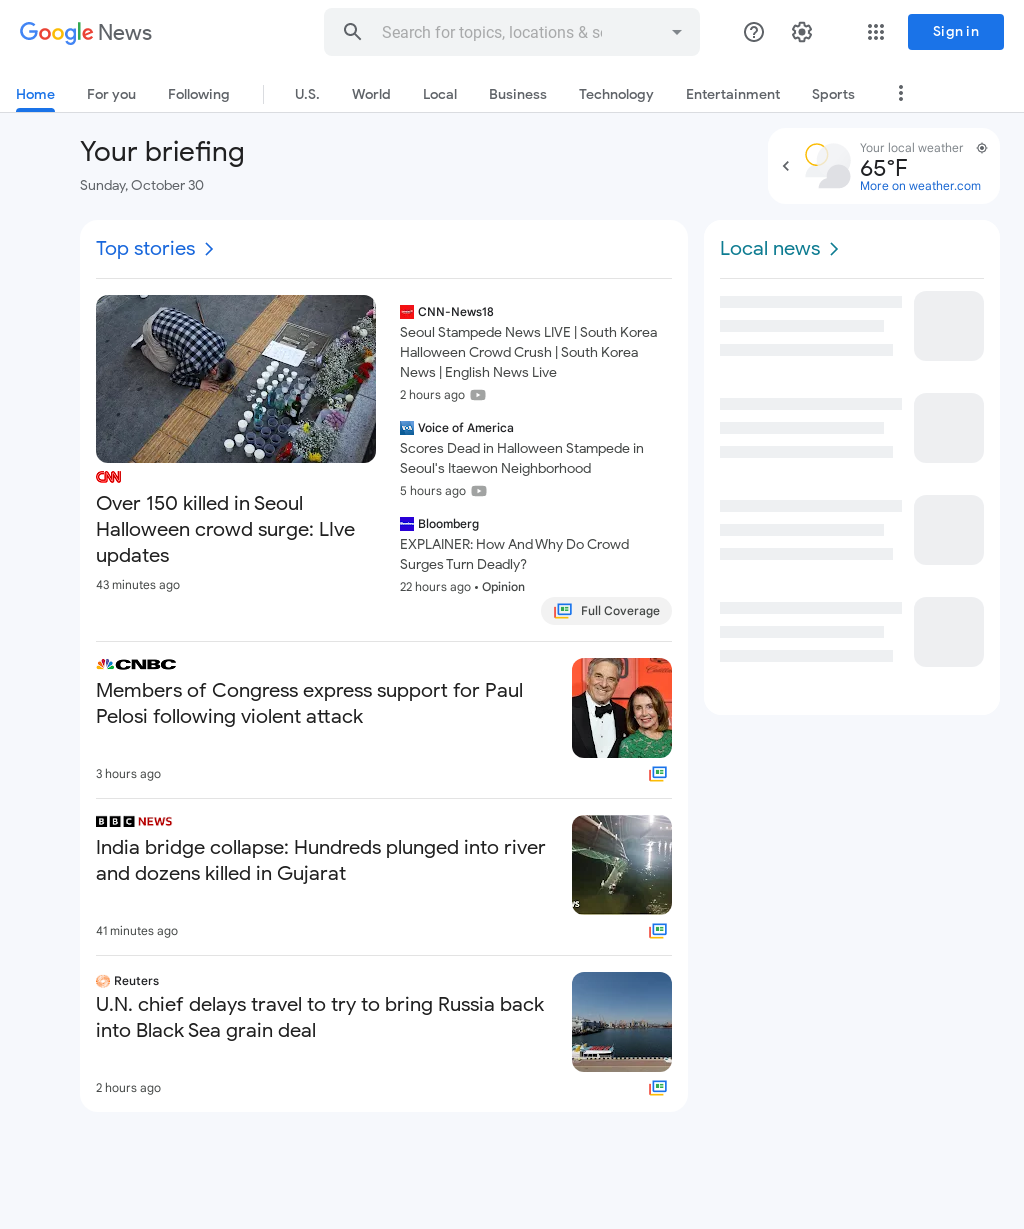 Google News
Search for topics, locations & so
Sign in
Home
For you
Following
U.S.
World
Local
Business
Technology
Entertainment
Sports
Your briefing
Sunday, October 30
Your local weather
65°F
More on weather.com
Top stories
Local news
CNN
Over 150 killed in Seoul
Halloween crowd surge: LIve
updates
43 minutes ago
CNN-News18
Seoul Stampede News LIVE | South Korea
Halloween Crowd Crush | South Korea
News | English News Live
2 hours ago
VOA Voice of America
Scores Dead in Halloween Stampede in
Seoul's Itaewon Neighborhood
5 hours ago
Bloomberg
EXPLAINER: How And Why Do Crowd
Surges Turn Deadly?
22 hours ago • Opinion
Full Coverage
CNBC
Members of Congress express support for Paul
Pelosi following violent attack
3 hours ago
BBC NEWS
India bridge collapse: Hundreds plunged into river
and dozens killed in Gujarat
41 minutes ago
Reuters
U.N. chief delays travel to try to bring Russia back
into Black Sea grain deal
2 hours ago